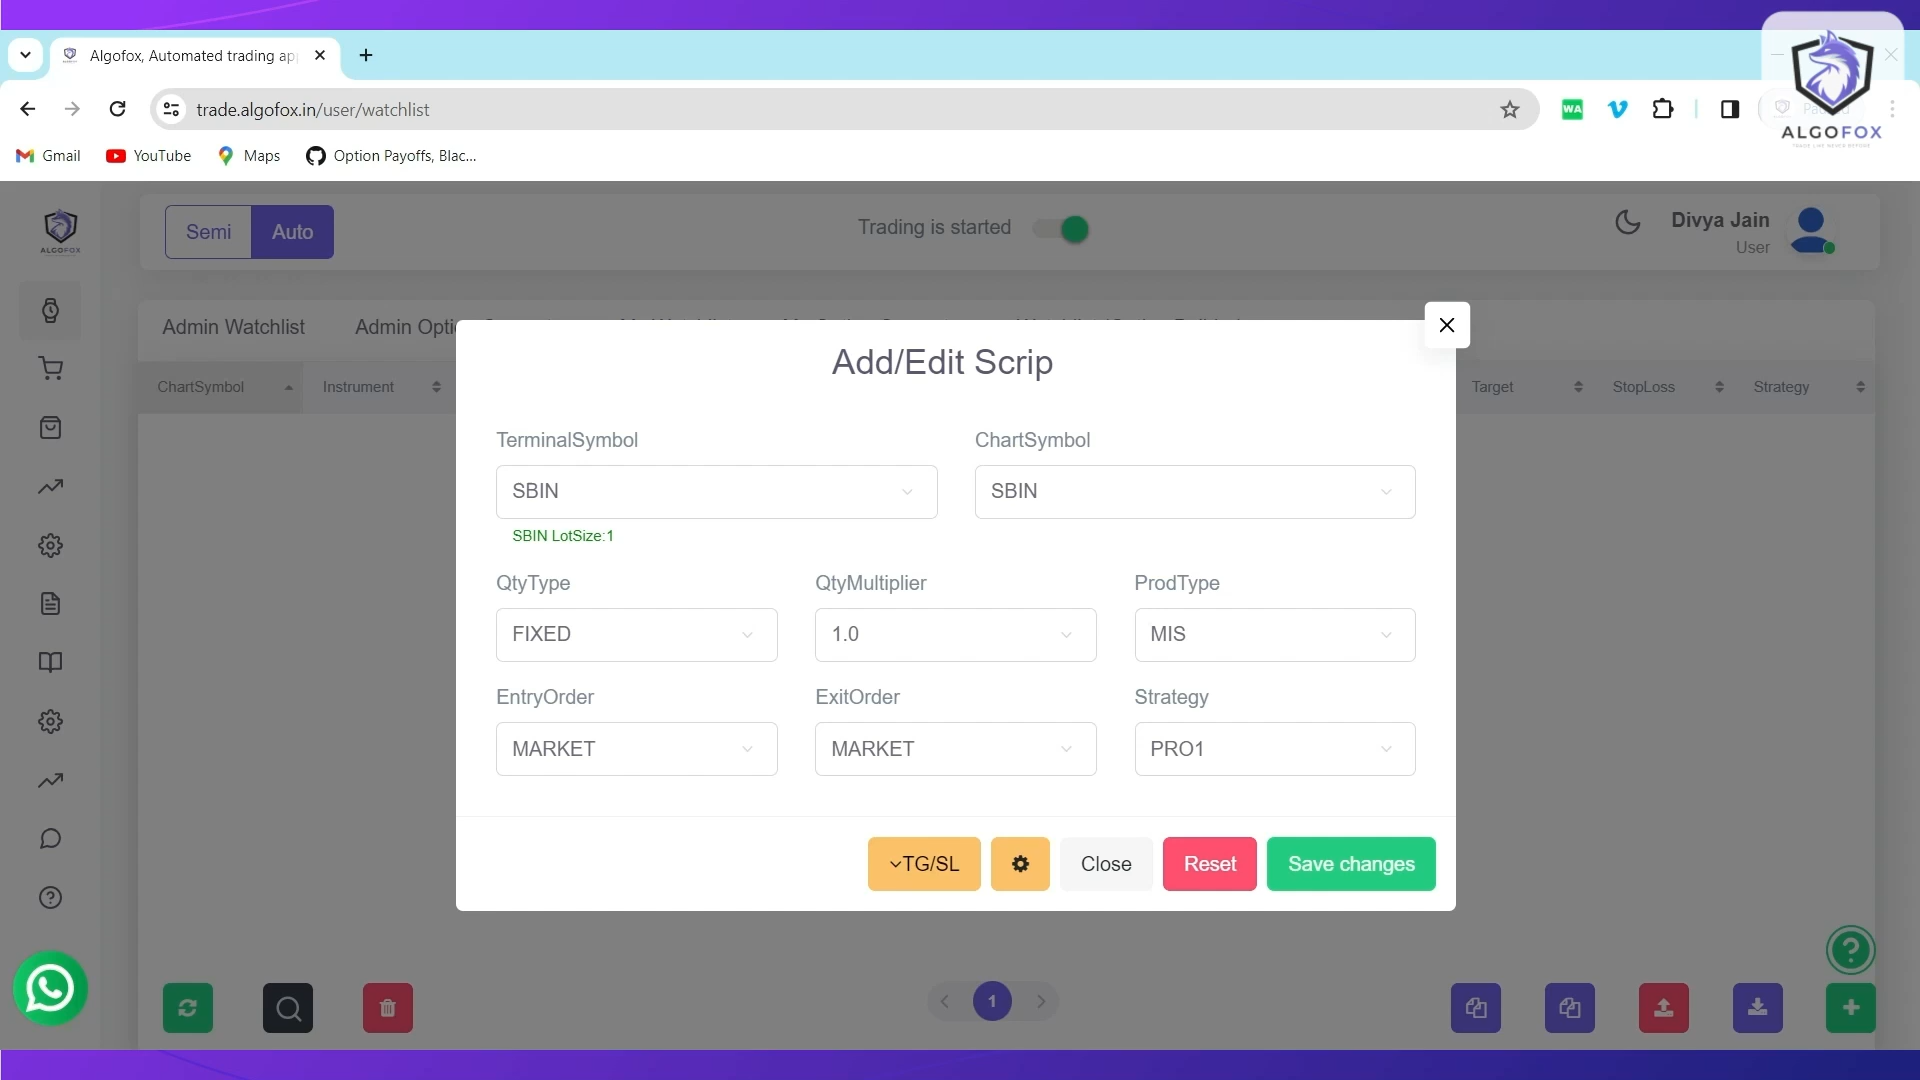 Algofox, Automated trading ap
trade.algofox.in/user/watchlist
WA
ALGOFOX
Gmail
YouTube
Maps
Option Payoffs, Blac...
ALGOFOX
Semi
Auto
Trading is started
Divya Jain
User
Admin Watchlist
Admin Optio
ChartSymbol
Instrument
Target
StopLoss
Strategy
Add/Edit Scrip
TerminalSymbol
ChartSymbol
SBIN
SBIN
SBIN LotSize:1
QtyType
QtyMultiplier
ProdType
FIXED
1.0
MIS
EntryOrder
ExitOrder
Strategy
MARKET
MARKET
PRO1
TG/SL
Close
Reset
Save changes
1